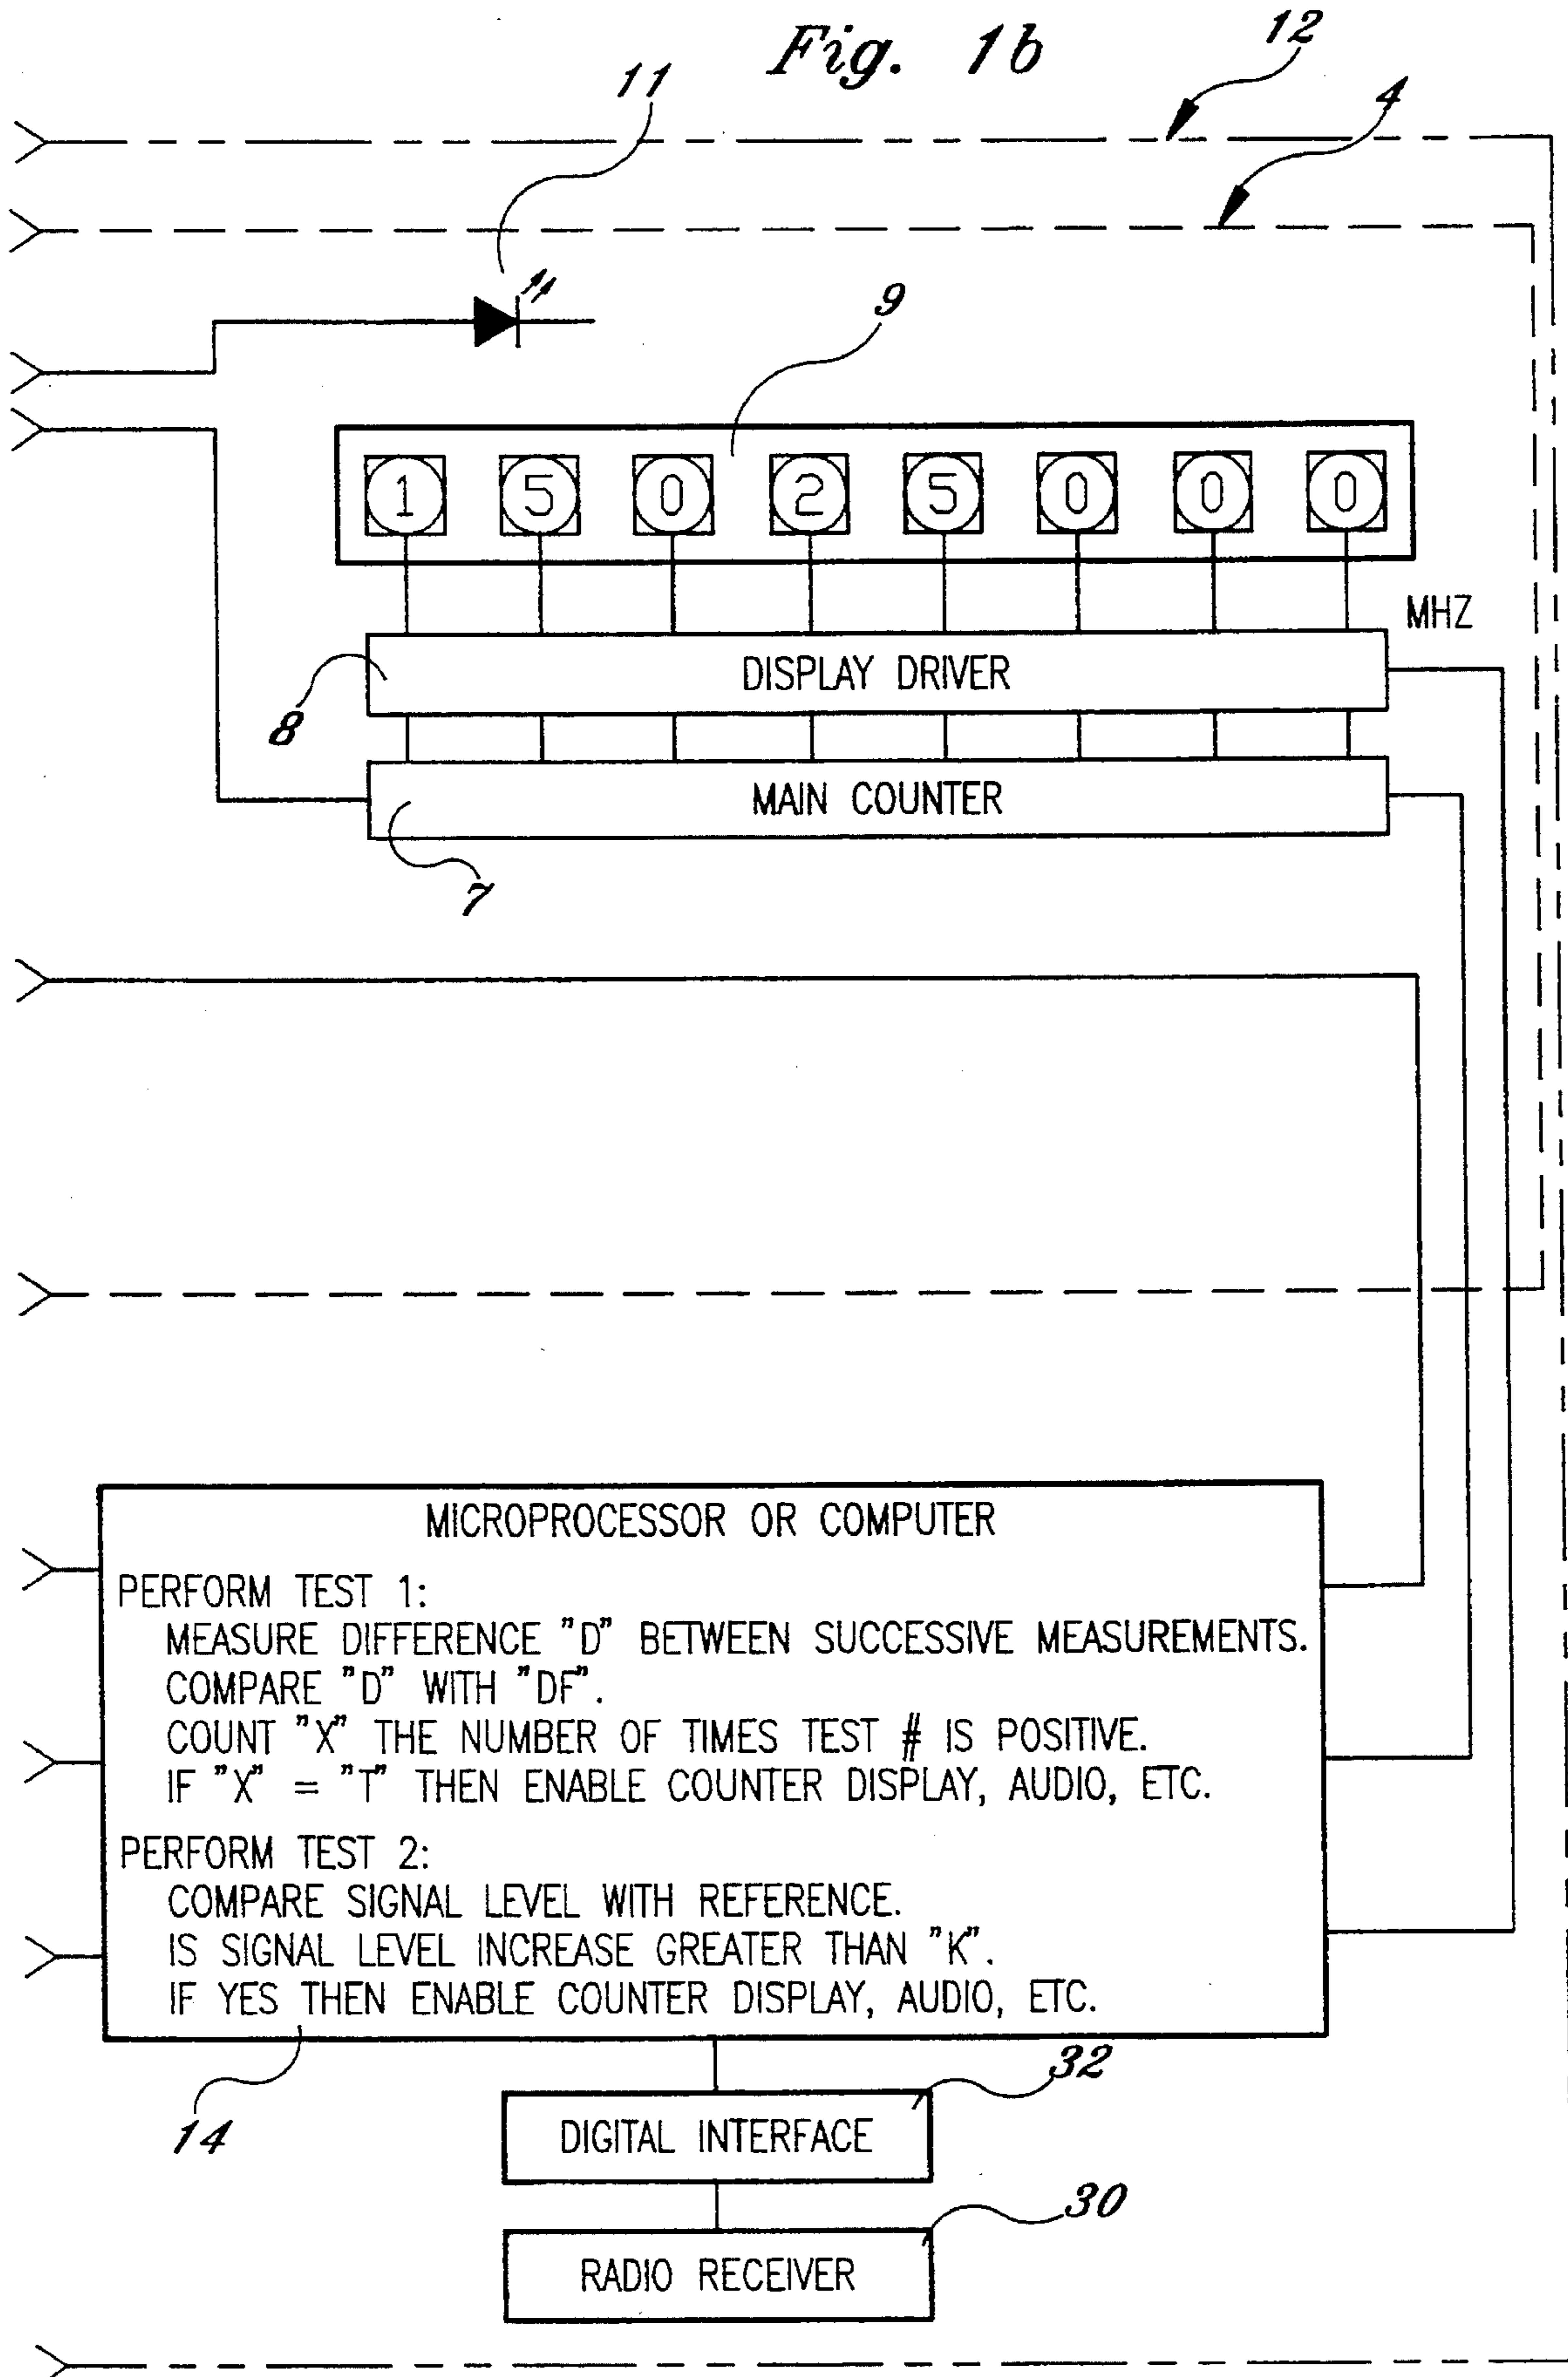 Fig. 1b
12
4
11
9
1 5 0 2 5 0 0 0
MHZ
DISPLAY DRIVER
8
MAIN COUNTER
7
MICROPROCESSOR OR COMPUTER
PERFORM TEST 1:
MEASURE DIFFERENCE "D" BETWEEN SUCCESSIVE MEASUREMENTS.
COMPARE "D" WITH "DF".
COUNT "X" THE NUMBER OF TIMES TEST # IS POSITIVE.
IF "X" = "T" THEN ENABLE COUNTER DISPLAY, AUDIO, ETC.
PERFORM TEST 2:
COMPARE SIGNAL LEVEL WITH REFERENCE.
IS SIGNAL LEVEL INCREASE GREATER THAN "K".
IF YES THEN ENABLE COUNTER DISPLAY, AUDIO, ETC.
14
32
DIGITAL INTERFACE
30
RADIO RECEIVER